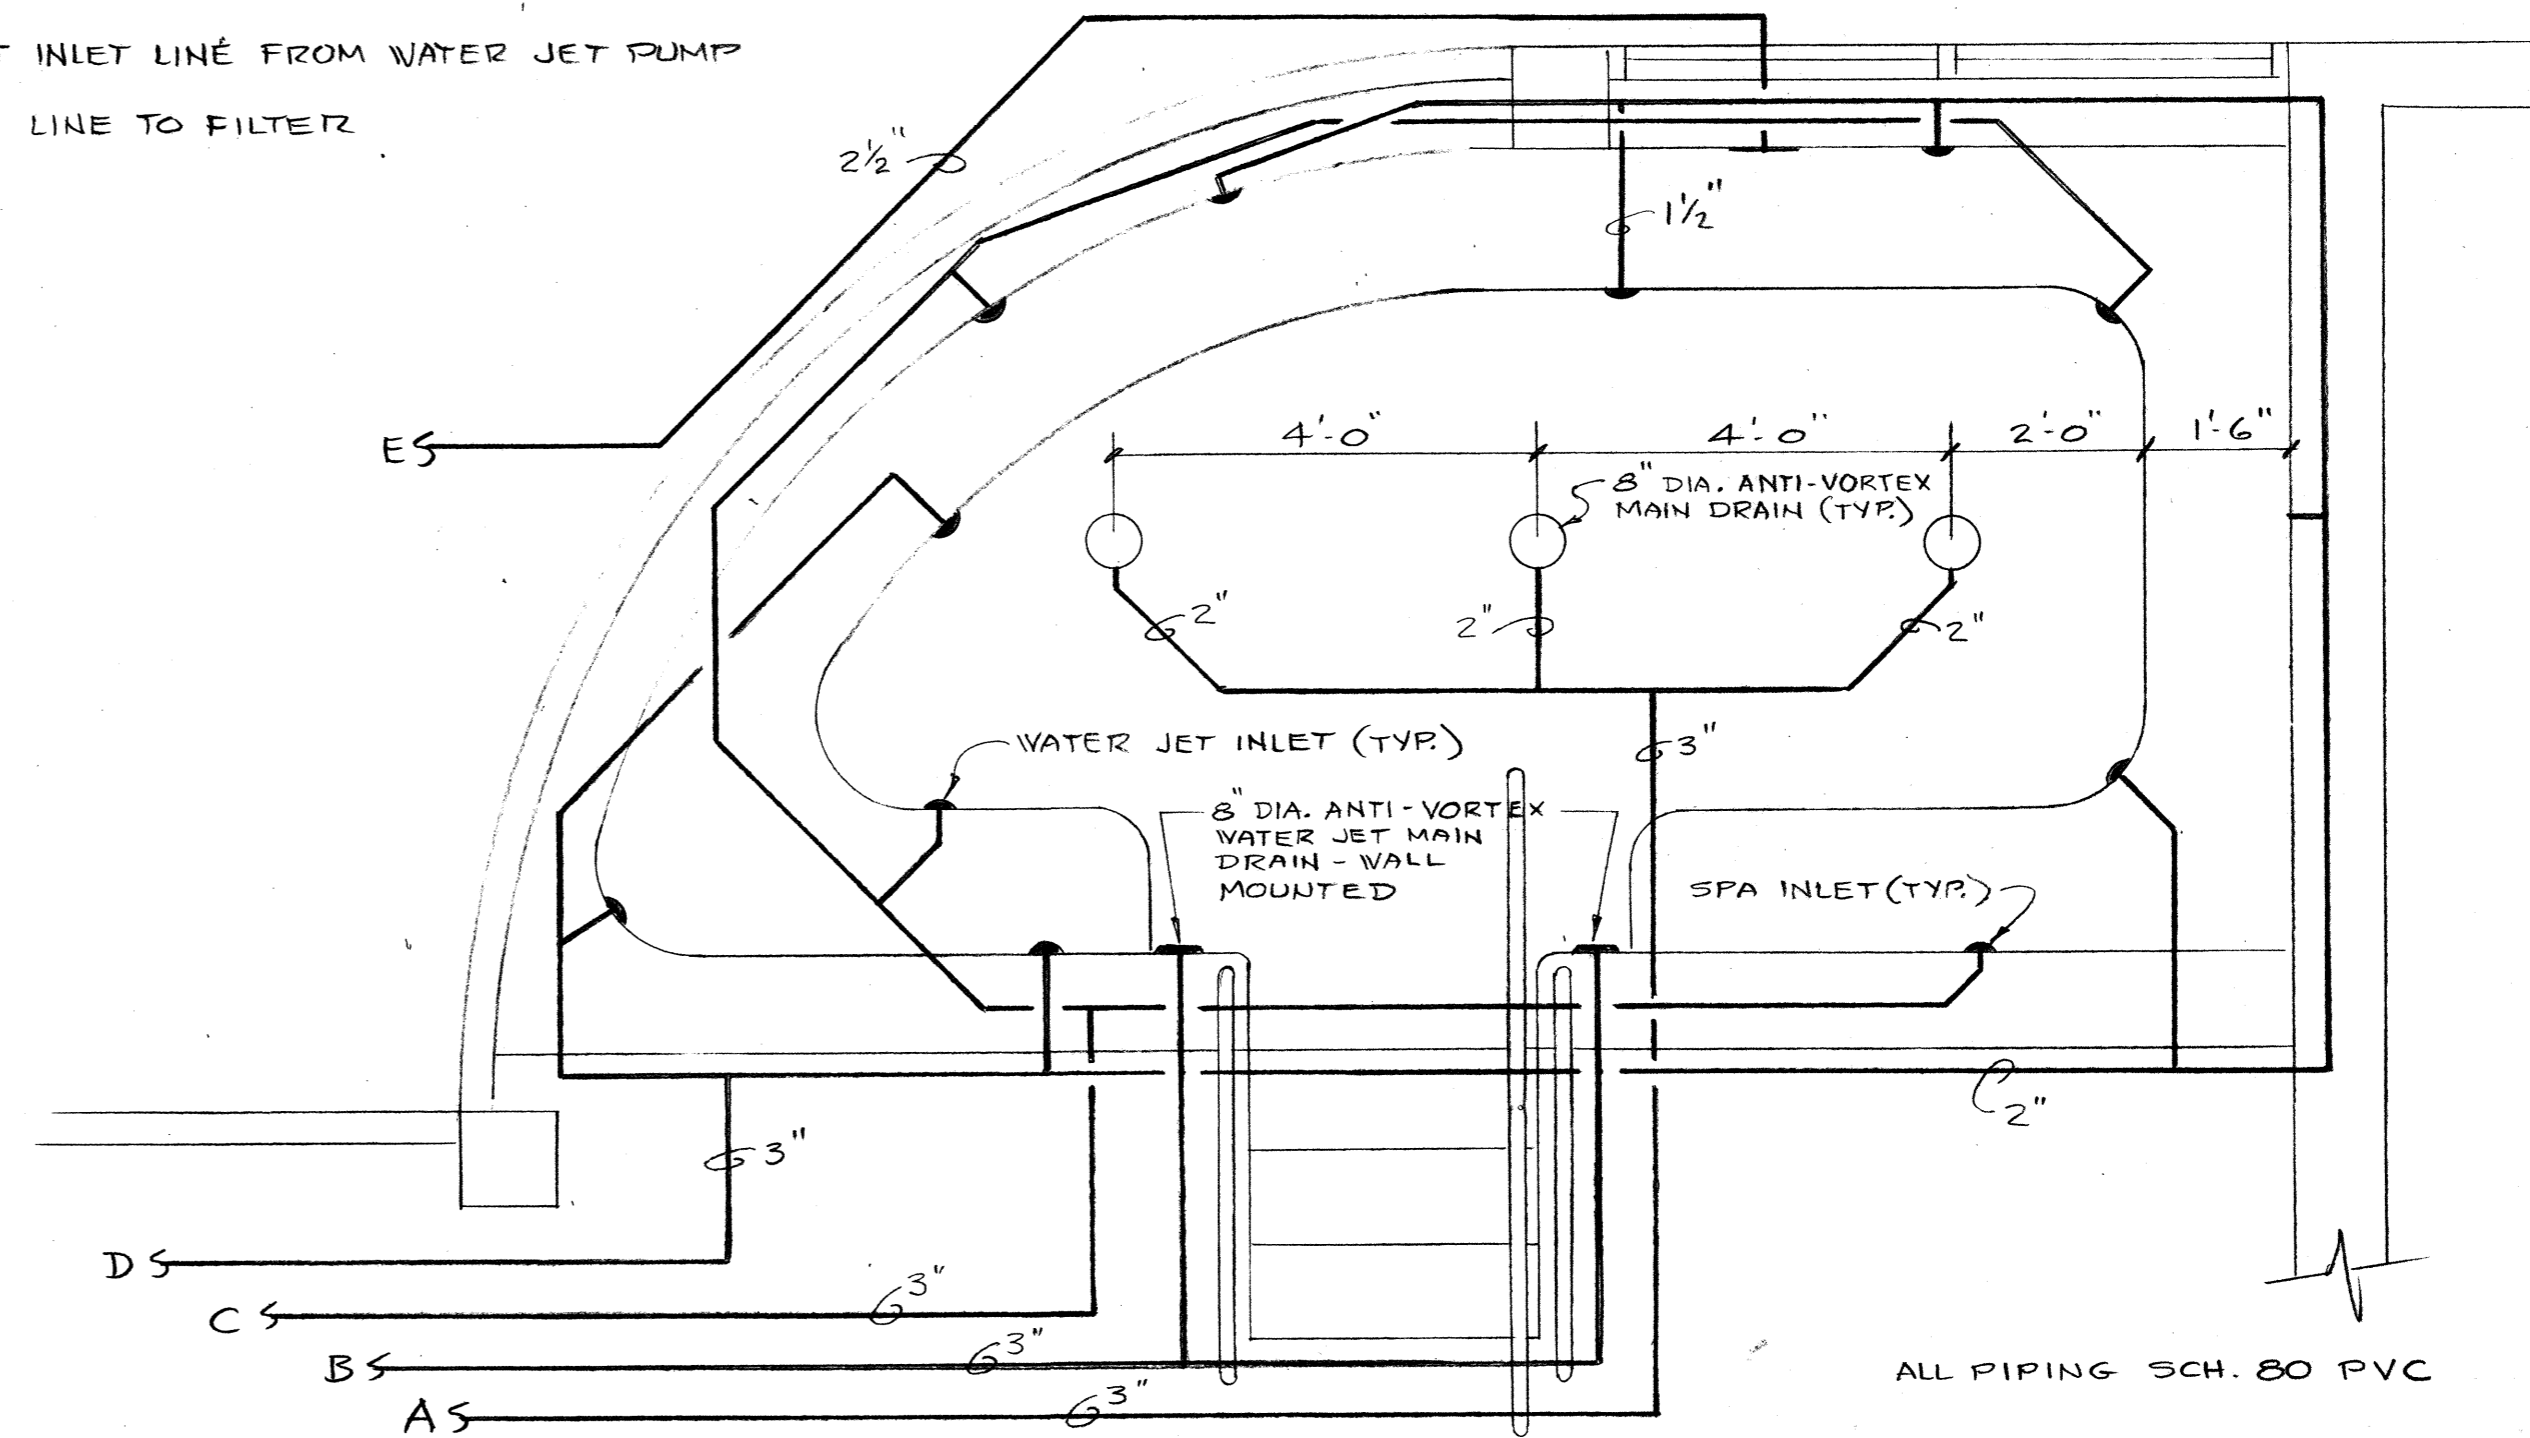 INLET LINE FROM WATER JET PUMP
LINE TO FILTER
2½"
1½"
E
4'-0"
4'-0"
2'-0"
1'-6"
8" DIA. ANTI-VORTEX
MAIN DRAIN (TYP.)
2"
2"
2"
WATER JET INLET (TYP.)
3"
8" DIA. ANTI-VORTEX
WATER JET MAIN
DRAIN - WALL
MOUNTED
SPA INLET (TYP.)
2"
3"
D
3"
C
3"
B
3"
A
ALL PIPING SCH. 80 PVC